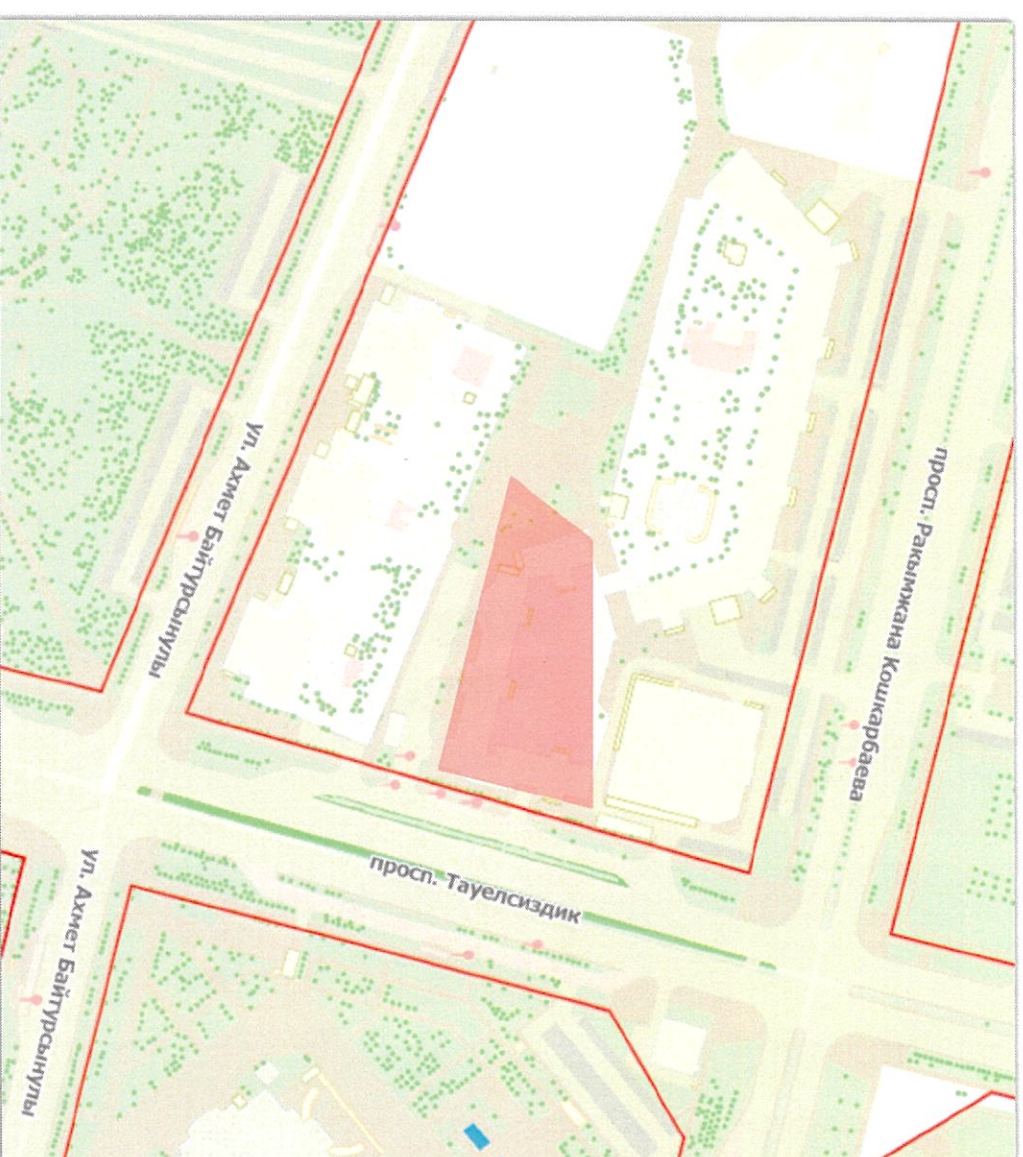 ул. Ахмет Байтурсынулы
просп. Ракымжана Кошкарбаева
просп. Тауелсиздик
ул. Ахмет Байтурсынулы